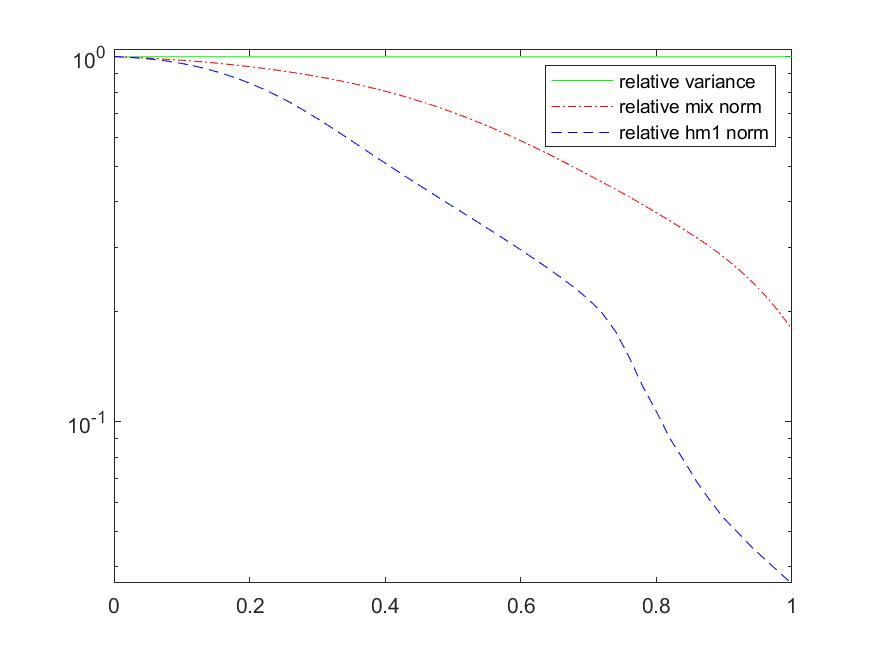 10^0
relative variance
relative mix norm
relative hm1 norm
10^-1
0 0.2 0.4 0.6 0.8 1